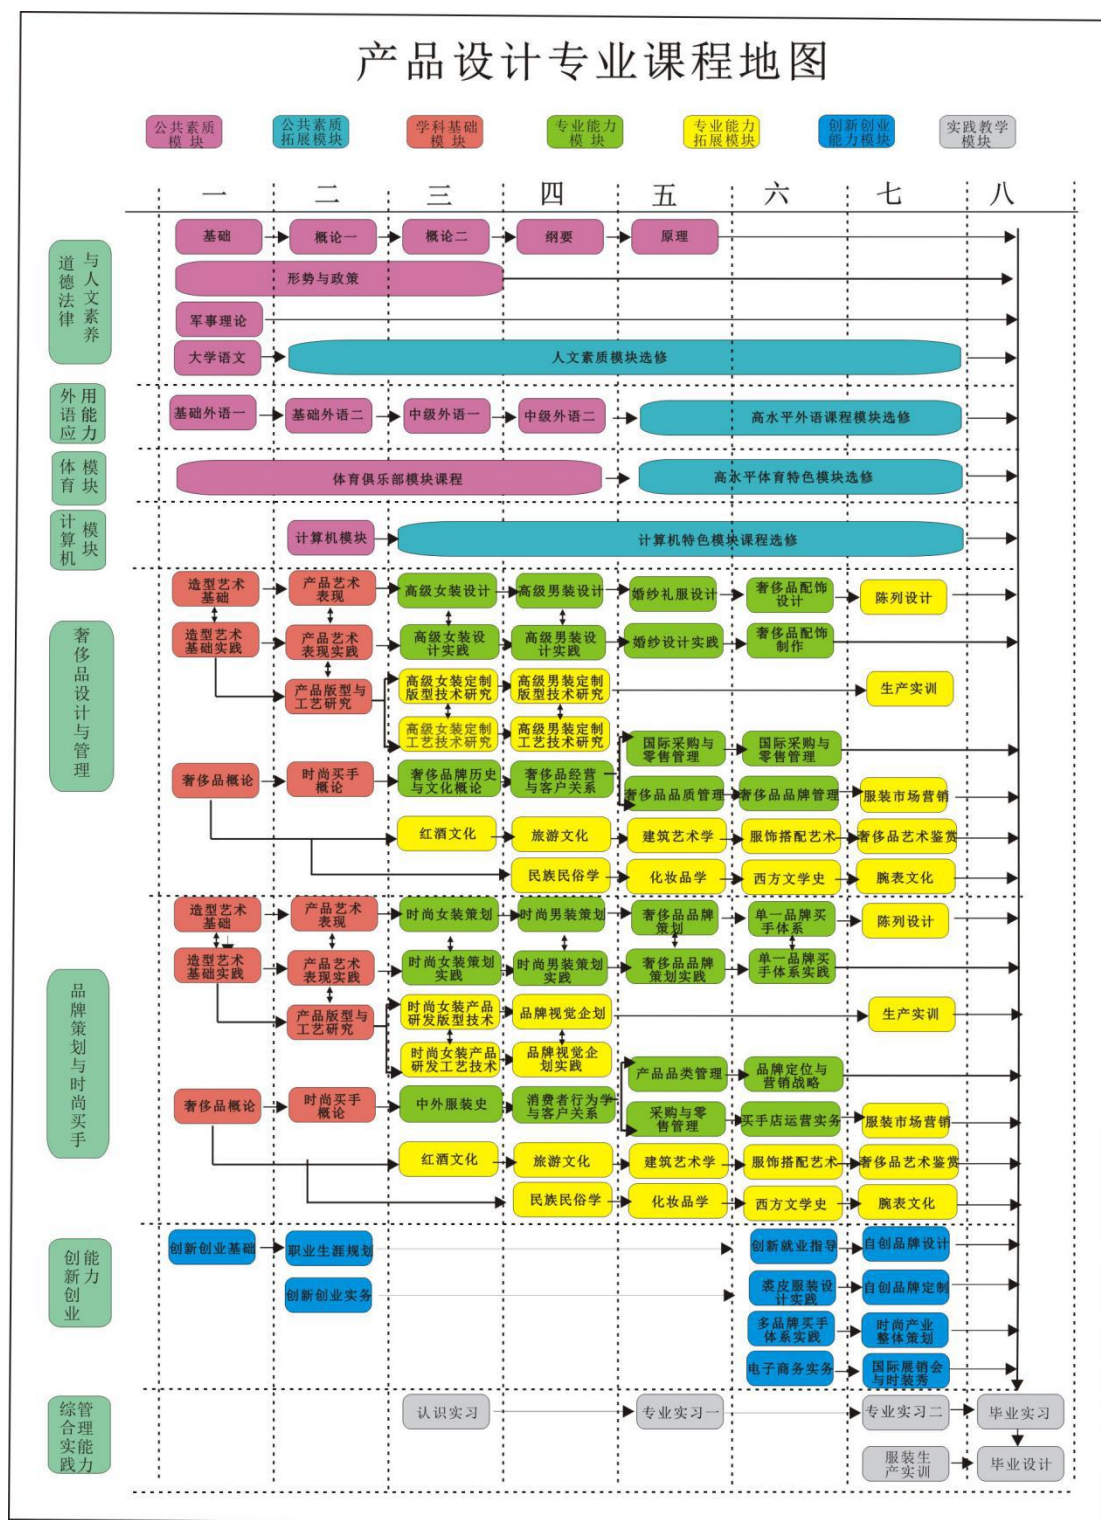 产品设计专业课程地图
公共素质
模块
公共素质
拓展模块
学科基础
模块
专业能力
模块
专业能力
拓展模块
创新创业
能力模块
实践教学
模块
一
二
三
四
五
六
七
八
道德法律
与人文素养
基础
概论一
概论二
纲要
原理
形势与政策
军事理论
大学语文
人文素质模块选修
外语应
用能力
基础外语一
基础外语二
中级外语一
中级外语二
高水平外语课程模块选修
体育
模块
体育俱乐部模块课程
高水平体育特色模块选修
计算机
模块
计算机模块
计算机特色模块课程选修
奢侈品设计与管理
造型艺术
基础
产品艺术
表现
高级女装设计
高级男装设计
婚纱礼服设计
奢侈品配饰
设计
陈列设计
造型艺术
基础实践
产品艺术
表现实践
高级女装设
计实践
高级男装设
计实践
婚纱设计实践
奢侈品配饰
制作
产品版型与
工艺研究
高级女装定制
版型技术研究
高级男装定制
版型技术研究
生产实训
高级女装定制
工艺技术研究
高级男装定制
工艺技术研究
国际采购与
零售管理
国际采购与
零售管理
奢侈品概论
时尚买手
概论
奢侈品牌历史
与文化概论
奢侈品经营
与客户关系
奢侈品品质管理
奢侈品品牌管理
服装市场营销
红酒文化
旅游文化
建筑艺术学
服饰搭配艺术
奢侈品艺术鉴赏
民族民俗学
化妆品学
西方文学史
腕表文化
品牌策划与时尚买手
造型艺术
基础
产品艺术
表现
时尚女装策划
时尚男装策划
奢侈品品牌
策划
单一品牌买
手体系
陈列设计
造型艺术
基础实践
产品艺术
表现实践
时尚女装策划
实践
时尚男装策划
实践
奢侈品品牌
策划实践
单一品牌买
手体系实践
产品版型与
工艺研究
时尚女装产品
研发版型技术
品牌视觉企划
生产实训
时尚女装产品
研发工艺技术
品牌视觉企
划实践
产品品类管理
品牌定位与
营销战略
奢侈品概论
时尚买手
概论
中外服装史
消费者行为学
与客户关系
采购与零
售管理
买手店运营实务
服装市场营销
红酒文化
旅游文化
建筑艺术学
服饰搭配艺术
奢侈品艺术鉴赏
民族民俗学
化妆品学
西方文学史
腕表文化
创新创业
能力
创新创业基础
职业生涯规划
创新就业指导
自创品牌设计
创新创业实务
裘皮服装设
计实践
自创品牌定制
多品牌买手
体系实践
时尚产业
整体策划
电子商务实务
国际展销会
与时装秀
综合实践
管理能力
认识实习
专业实习一
专业实习二
毕业实习
服装生
产实训
毕业设计